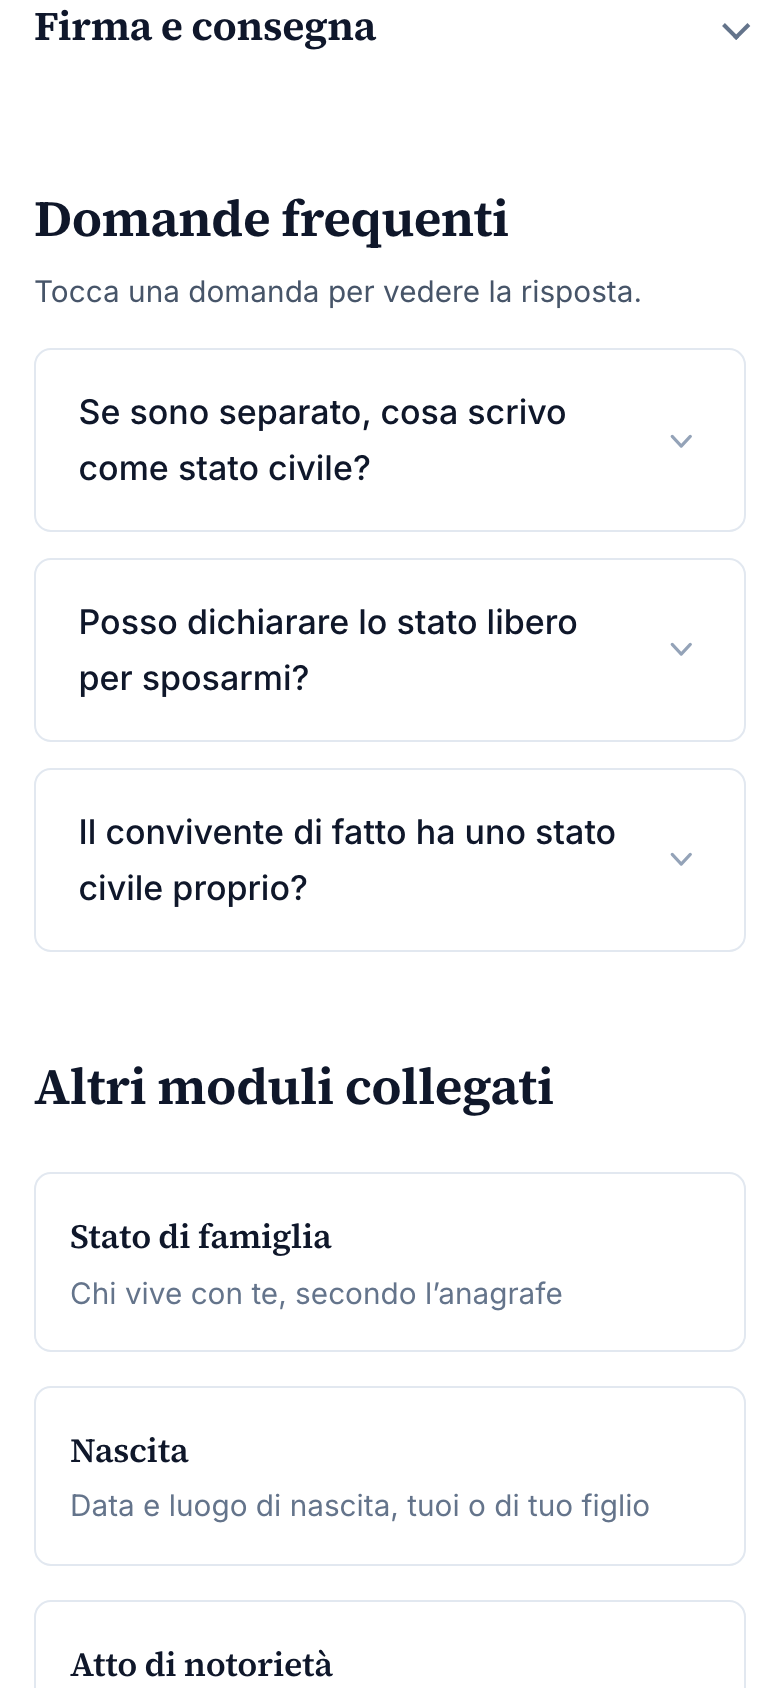 Firma e consegna
Domande frequenti
Tocca una domanda per vedere la risposta.
Se sono separato, cosa scrivo
come stato civile?
Posso dichiarare lo stato libero
per sposarmi?
Il convivente di fatto ha uno stato
civile proprio?
Altri moduli collegati
Stato di famiglia
Chi vive con te, secondo l’anagrafe
Nascita
Data e luogo di nascita, tuoi o di tuo figlio
Atto di notorietà